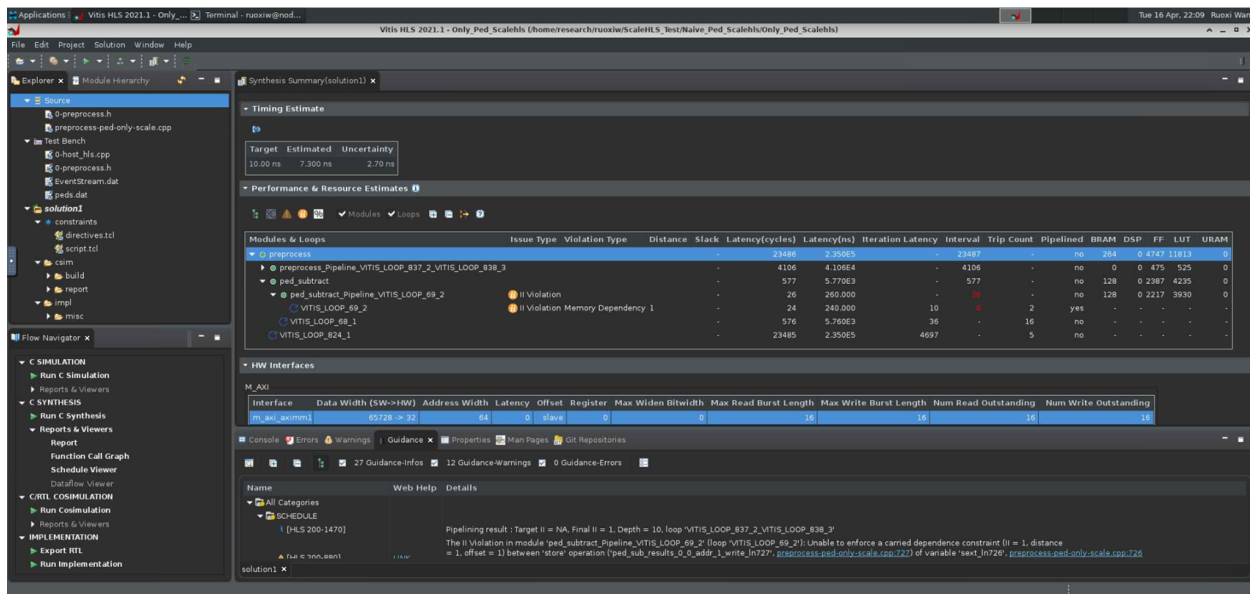 Applications Vitis HLS 2021.1 - Only_... Terminal - ruoxiw@nod... Tue 16 Apr, 22:09 Ruoxi Wan
Vitis HLS 2021.1 - Only_Ped_Scalehls (/home/research/ruoxiw/ScaleHLS_Test/Naive_Ped_Scalehls/Only_Ped_Scalehls)
File Edit Project Solution Window Help
Explorer Module Hierarchy
Source
0-preprocess.h
preprocess-ped-only-scale.cpp
Test Bench
0-host_hls.cpp
0-preprocess.h
EventStream.dat
peds.dat
solution1
constraints
directives.tcl
script.tcl
csim
build
report
impl
misc
Flow Navigator
C SIMULATION
Run C Simulation
Reports & Viewers
C SYNTHESIS
Run C Synthesis
Reports & Viewers
Report
Function Call Graph
Schedule Viewer
Dataflow Viewer
C/RTL COSIMULATION
Run Cosimulation
Reports & Viewers
IMPLEMENTATION
Export RTL
Run Implementation
Synthesis Summary(solution1)
Timing Estimate
Target Estimated Uncertainty
10.00 ns 7.300 ns 2.70 ns
Performance & Resource Estimates
Modules Loops
Modules & Loops Issue Type Violation Type Distance Slack Latency(cycles) Latency(ns) Iteration Latency Interval Trip Count Pipelined BRAM DSP FF LUT URAM
preprocess - 23486 2.350E5 - 23487 - no 264 0 4747 11813 0
preprocess_Pipeline_VITIS_LOOP_837_2_VITIS_LOOP_838_3 - 4106 4.106E4 - 4106 - no 0 0 475 525 0
ped_subtract - 577 5.770E3 - 577 - no 128 0 2387 4235 0
ped_subtract_Pipeline_VITIS_LOOP_69_2 II Violation - 26 260.000 - 26 - no 128 0 2217 3930 0
VITIS_LOOP_69_2 II Violation Memory Dependency 1 - 24 240.000 10 2 yes - - - - -
VITIS_LOOP_68_1 - 576 5.760E3 36 - 16 no - - - - -
VITIS_LOOP_824_1 - 23485 2.350E5 4697 - 5 no - - - - -
HW Interfaces
M_AXI
Interface Data Width (SW->HW) Address Width Latency Offset Register Max Widen Bitwidth Max Read Burst Length Max Write Burst Length Num Read Outstanding Num Write Outstanding
m_axi_aximm1 65728 -> 32 64 0 slave 0 0 16 16 16 16
Console Errors Warnings Guidance Properties Man Pages Git Repositories
27 Guidance-Infos 12 Guidance-Warnings 0 Guidance-Errors
Name Web Help Details
All Categories
SCHEDULE
[HLS 200-1470] Pipelining result : Target II = NA, Final II = 1, Depth = 10, loop 'VITIS_LOOP_837_2_VITIS_LOOP_838_3'
The II Violation in module 'ped_subtract_Pipeline_VITIS_LOOP_69_2' (loop 'VITIS_LOOP_69_2'): Unable to enforce a carried dependence constraint (II = 1, distance
[HLS 200-880] LINK = 1, offset = 1) between 'store' operation ('ped_sub_results_0_0_addr_1_write_ln727', preprocess-ped-only-scale.cpp:727) of variable 'sext_ln726', preprocess-ped-only-scale.cpp:726
solution1